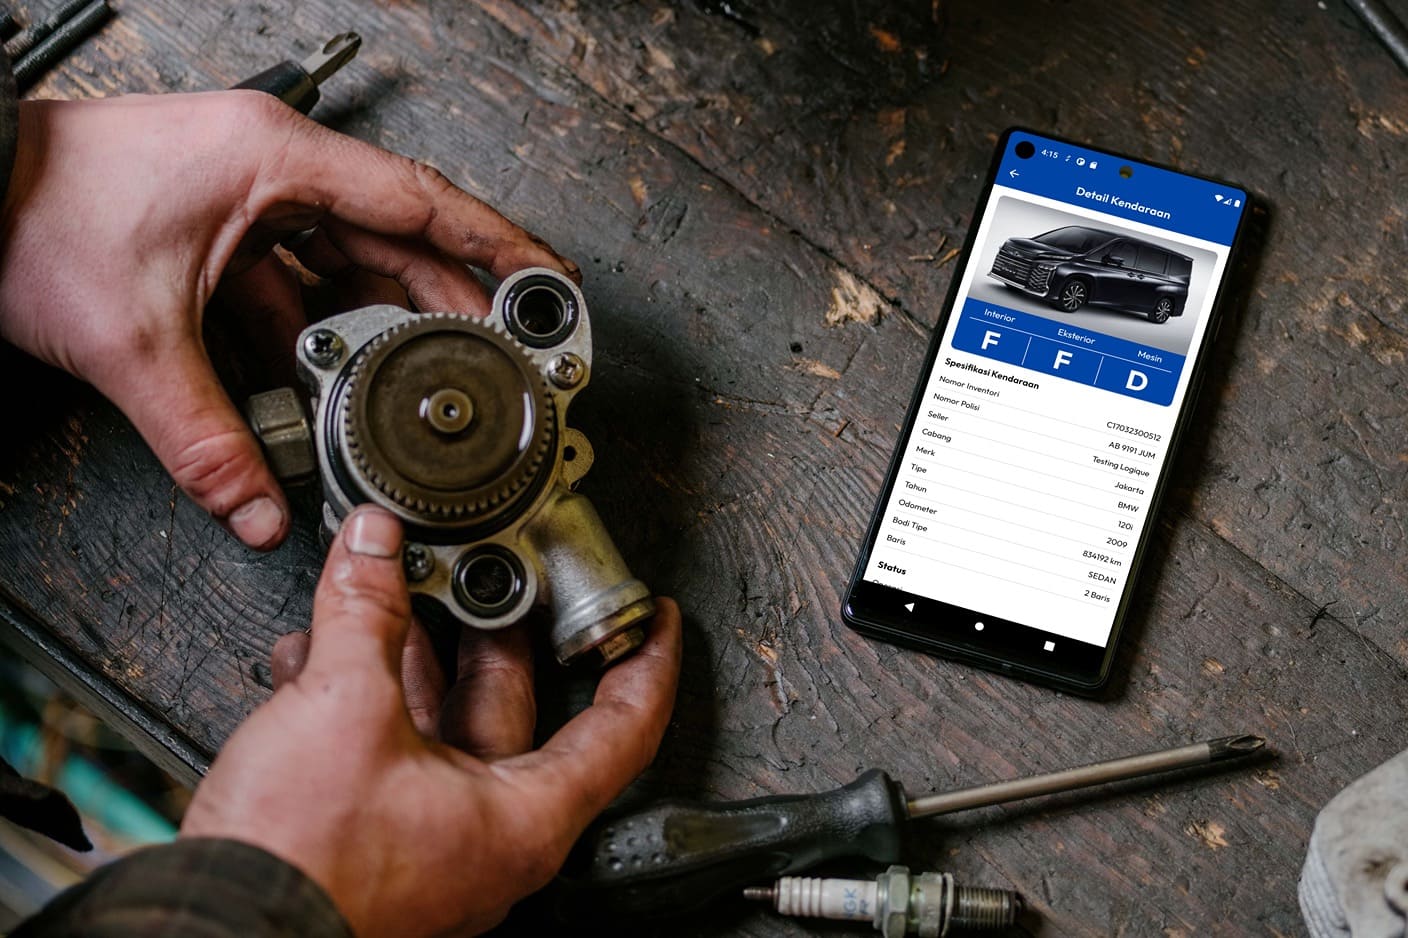 4:15
Detail Kendaraan
Interior Eksterior Mesin
F F D
Spesifikasi Kendaraan
Nomor Inventori C17032300512
Nomor Polisi AB 9191 JUM
Seller Testing Logique
Cabang Jakarta
Merk BMW
Tipe 120i
Tahun 2009
Odometer 834192 km
Bodi Tipe SEDAN
Baris 2 Baris
Status
NGK